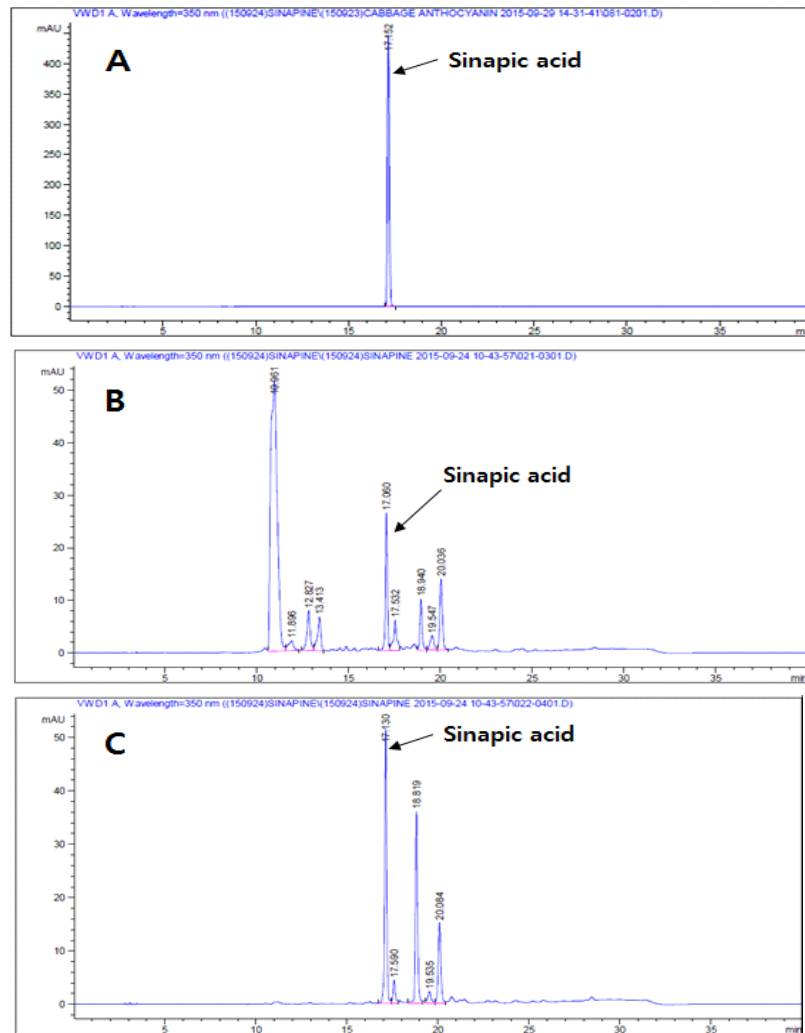 VWD1 A, Wavelength=350 nm ((150924)SINAPINE\(150923)CABBAGE ANTHOCYANIN 2015-09-29 14-31-41\081-0201.D)
mAU
A
17.152
Sinapic acid
400
350
300
250
200
150
100
50
0
5 10 15 20 25 30 35 min
VWD1 A, Wavelength=350 nm ((150924)SINAPINE\(150924)SINAPINE 2015-09-24 10-43-57\021-0301.D)
mAU
B
10.961
Sinapic acid
50
40
30
20
10
0
11.896
12.827
13.413
17.060
17.532
18.940
19.547
20.036
5 10 15 20 25 30 35 min
VWD1 A, Wavelength=350 nm ((150924)SINAPINE\(150924)SINAPINE 2015-09-24 10-43-57\022-0401.D)
mAU
C
17.130
Sinapic acid
50
40
30
20
10
0
17.590
18.819
19.535
20.084
5 10 15 20 25 30 35